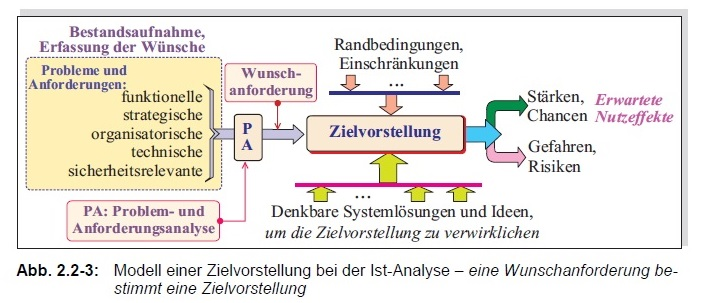 Bestandsaufnahme,
Erfassung der Wünsche
Probleme und
Anforderungen:
funktionelle
strategische
organisatorische
technische
sicherheitsrelevante
Wunsch-
anforderung
P
A
PA: Problem- und
Anforderungsanalyse
Randbedingungen,
Einschränkungen
...
Zielvorstellung
...
Denkbare Systemlösungen und Ideen,
um die Zielvorstellung zu verwirklichen
Stärken,
Chancen
Erwartete
Nutzeffekte
Gefahren,
Risiken
Abb. 2.2-3: Modell einer Zielvorstellung bei der Ist-Analyse – eine Wunschanforderung be-
stimmt eine Zielvorstellung